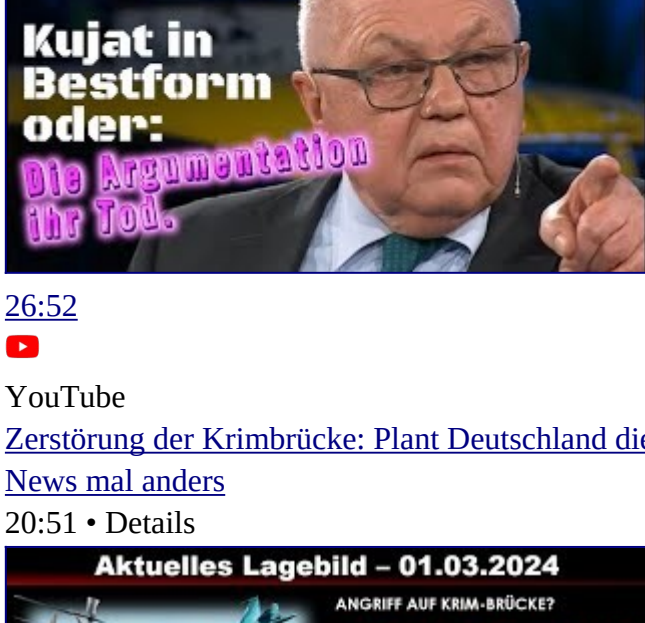 Kujat in
Bestform
oder:
Die Argumentation
ihr Tod.
26:52
YouTube
Zerstörung der Krimbrücke: Plant Deutschland die
News mal anders
20:51 • Details
Aktuelles Lagebild – 01.03.2024
ANGRIFF AUF KRIM-BRÜCKE?